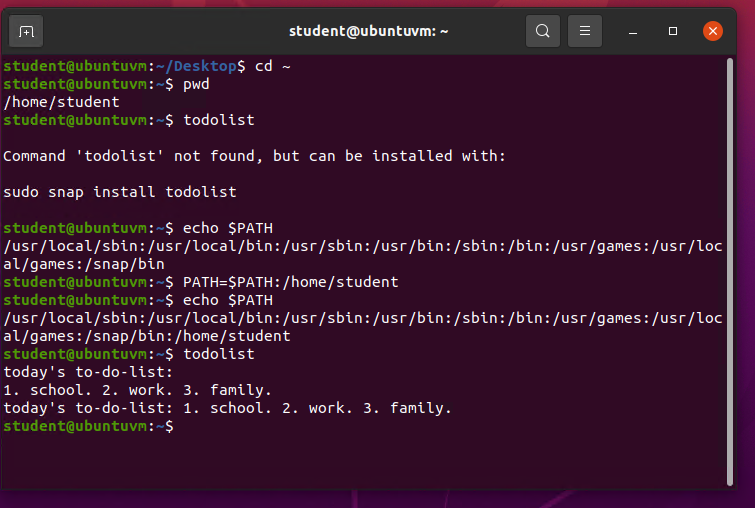 student@ubuntuvm: ~
student@ubuntuvm:~/Desktop$ cd ~
student@ubuntuvm:~$ pwd
/home/student
student@ubuntuvm:~$ todolist
Command 'todolist' not found, but can be installed with:
sudo snap install todolist
student@ubuntuvm:~$ echo $PATH
/usr/local/sbin:/usr/local/bin:/usr/sbin:/usr/bin:/sbin:/bin:/usr/games:/usr/loc
al/games:/snap/bin
student@ubuntuvm:~$ PATH=$PATH:/home/student
student@ubuntuvm:~$ echo $PATH
/usr/local/sbin:/usr/local/bin:/usr/sbin:/usr/bin:/sbin:/bin:/usr/games:/usr/loc
al/games:/snap/bin:/home/student
student@ubuntuvm:~$ todolist
today's to-do-list:
1. school. 2. work. 3. family.
today's to-do-list: 1. school. 2. work. 3. family.
student@ubuntuvm:~$